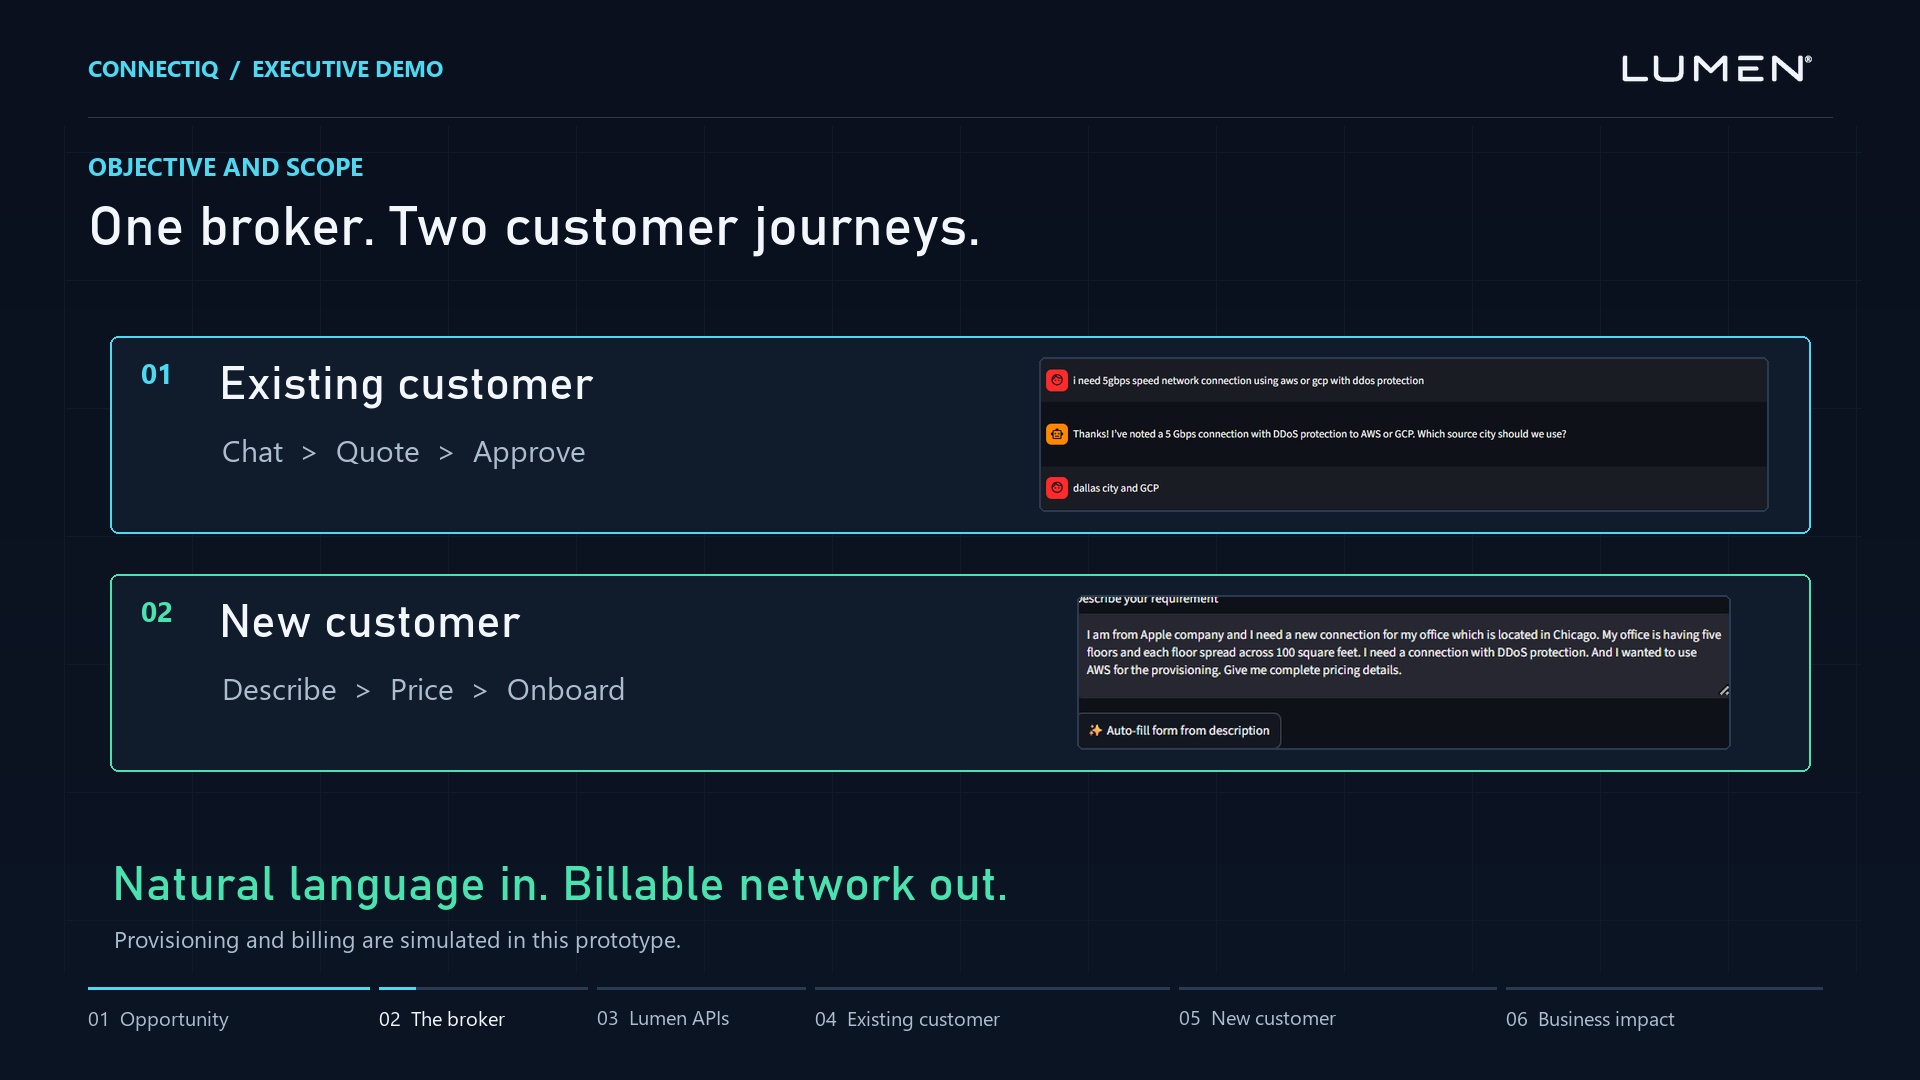 CONNECTIQ / EXECUTIVE DEMO
LUMEN®
OBJECTIVE AND SCOPE
One broker. Two customer journeys.
01
Existing customer
Chat > Quote > Approve
i need 5gbps speed network connection using aws or gcp with ddos protection
Thanks! I've noted a 5 Gbps connection with DDoS protection to AWS or GCP. Which source city should we use?
dallas city and GCP
02
New customer
Describe > Price > Onboard
Describe your requirement
I am from Apple company and I need a new connection for my office which is located in Chicago. My office is having five
floors and each floor spread across 100 square feet. I need a connection with DDoS protection. And I wanted to use
AWS for the provisioning. Give me complete pricing details.
✨ Auto-fill form from description
Natural language in. Billable network out.
Provisioning and billing are simulated in this prototype.
01 Opportunity
02 The broker
03 Lumen APIs
04 Existing customer
05 New customer
06 Business impact